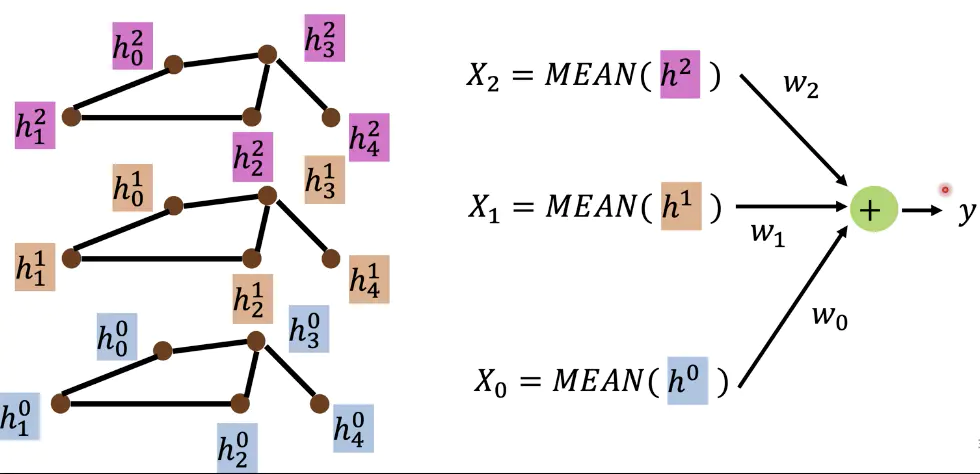 h_0^2
h_3^2
h_1^2
h_2^2
h_4^2
h_0^1
h_3^1
h_1^1
h_2^1
h_4^1
h_0^0
h_3^0
h_1^0
h_2^0
h_4^0
X_2 = MEAN( h^2 )
w_2
X_1 = MEAN( h^1 )
w_1
+
y
w_0
X_0 = MEAN( h^0 )